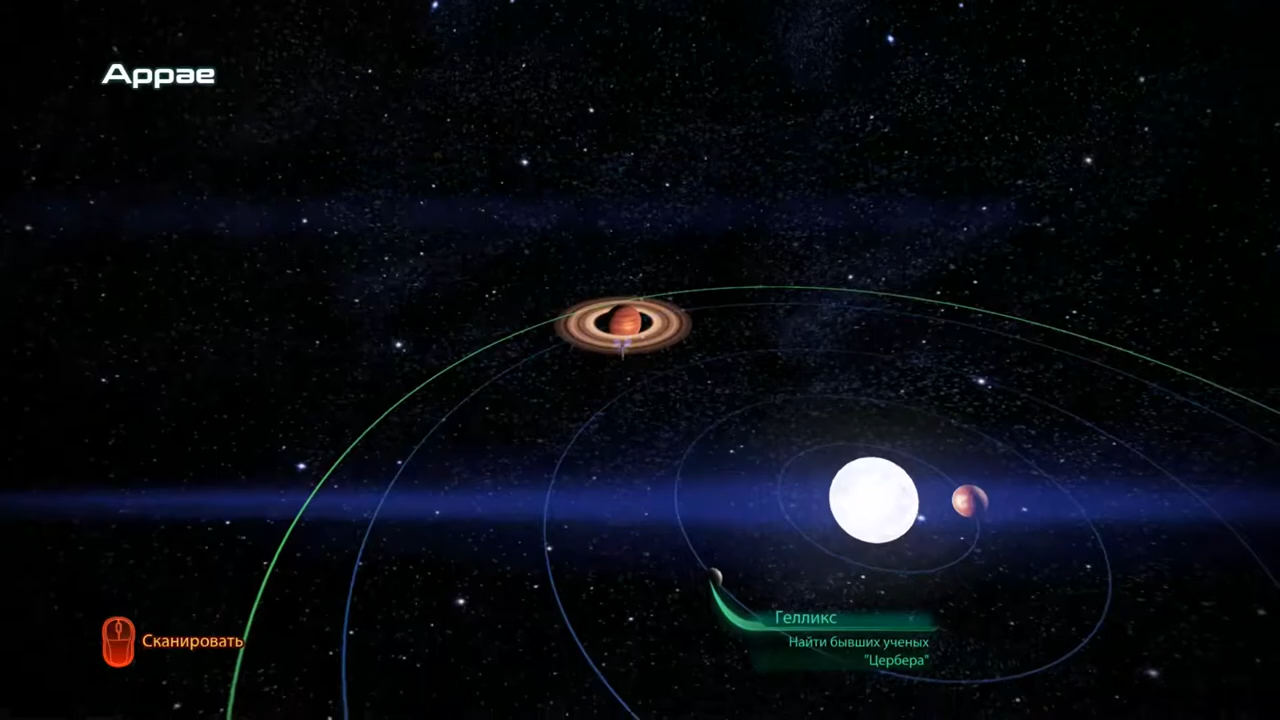 Аррае
Сканировать
Гелликс
Найти бывших ученых
"Цербера"